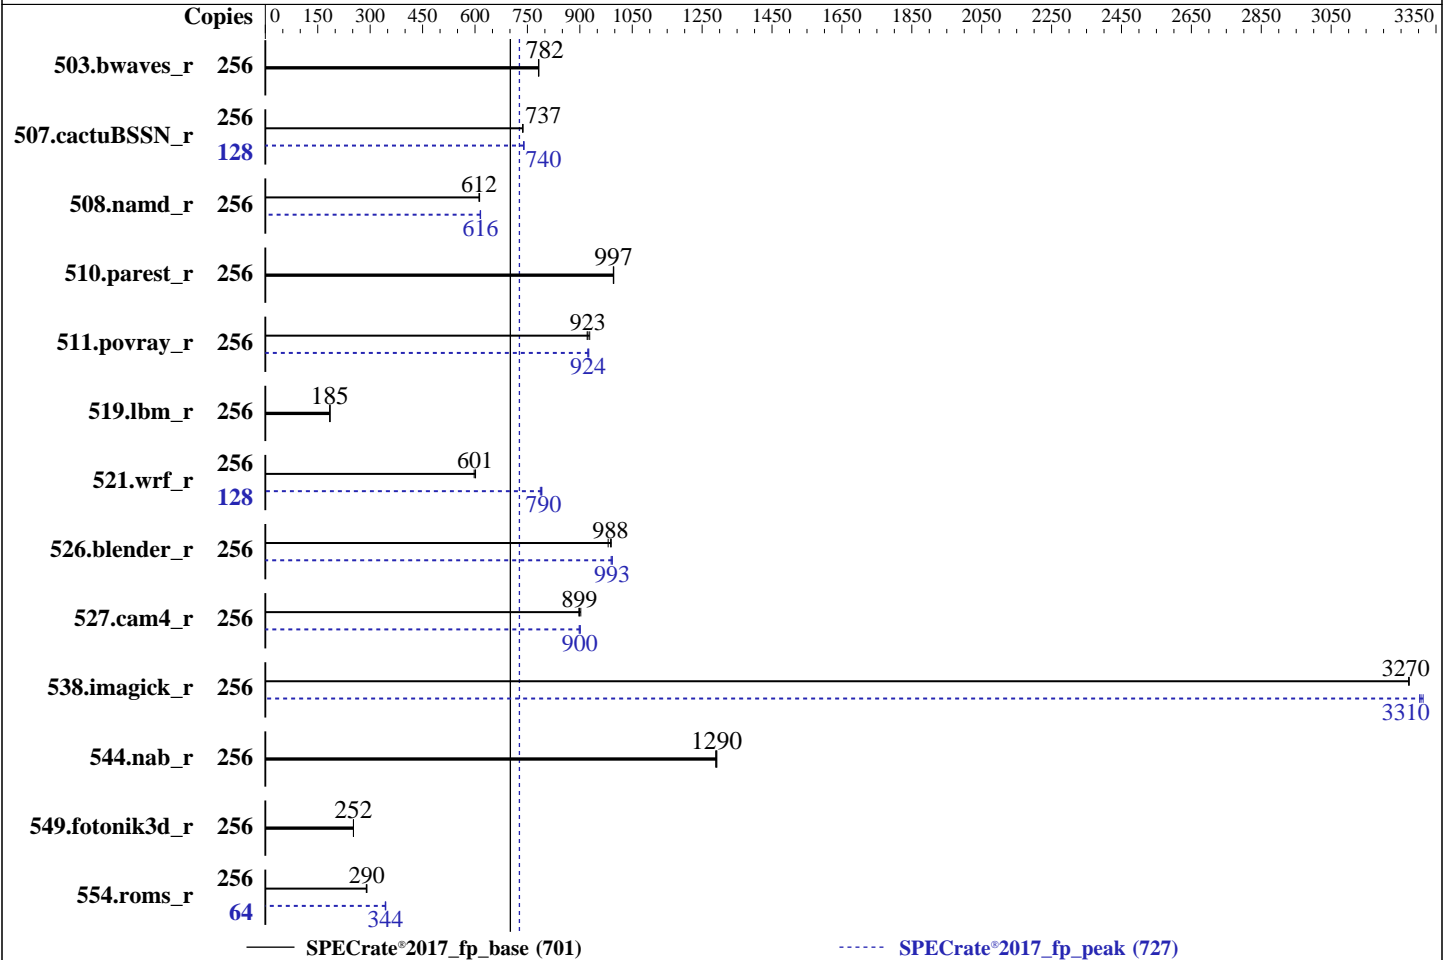 Copies 0 150 300 450 600 750 900 1050 1250 1450 1650 1850 2050 2250 2450 2650 2850 3050 3350
503.bwaves_r 256 782
507.cactuBSSN_r 256 737
128 740
508.namd_r 256 612
616
510.parest_r 256 997
511.povray_r 256 923
924
519.lbm_r 256 185
521.wrf_r 256 601
128 790
526.blender_r 256 988
993
527.cam4_r 256 899
900
538.imagick_r 256 3270
3310
544.nab_r 256 1290
549.fotonik3d_r 256 252
554.roms_r 256 290
64 344
SPECrate®2017_fp_base (701) SPECrate®2017_fp_peak (727)